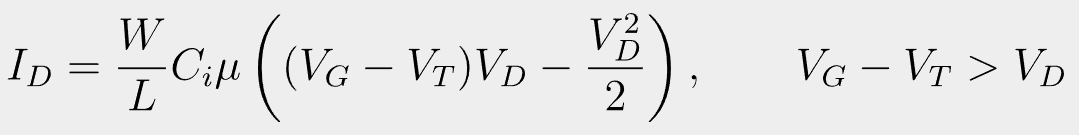 I_D = \frac{W}{L} C_i \mu \left( (V_G - V_T)V_D - \frac{V_D^2}{2} \right), \qquad V_G - V_T > V_D